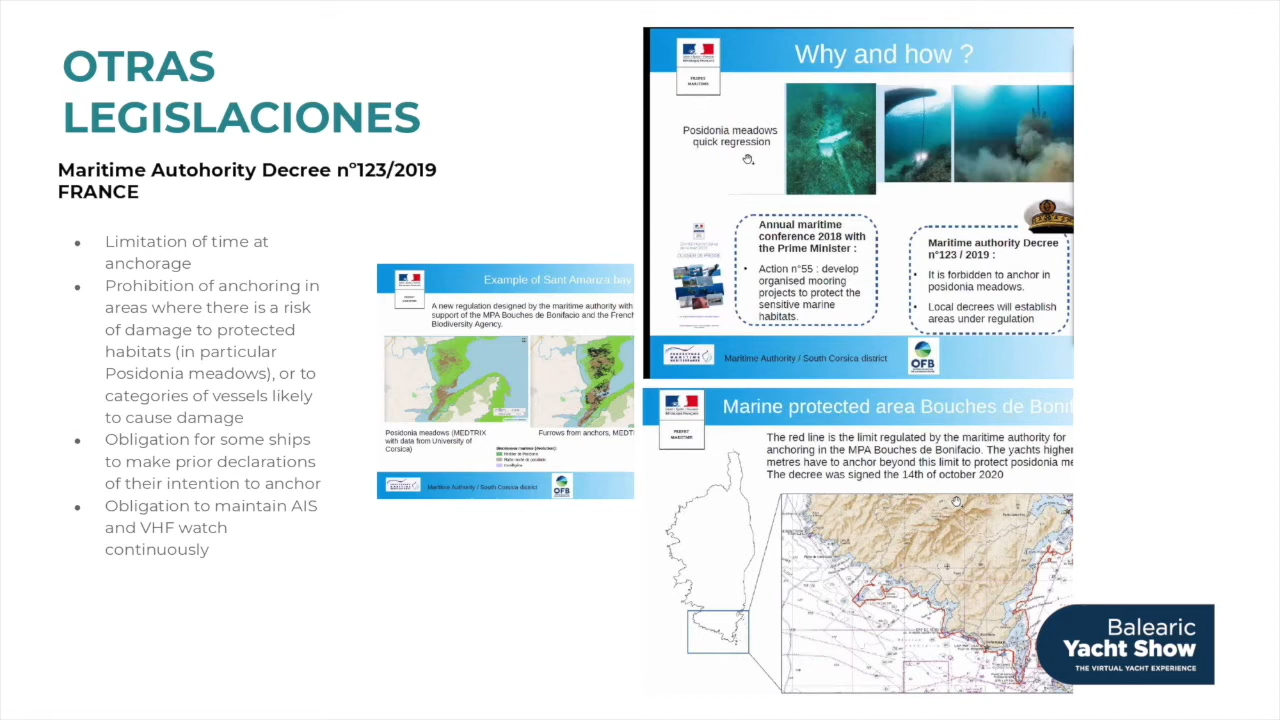 OTRAS
LEGISLACIONES
Maritime Autohority Decree nº123/2019
FRANCE
● Limitation of time at
anchorage
● Prohibition of anchoring in
areas where there is a risk
of damage to protected
habitats (in particular
Posidonia meadows), or to
categories of vessels likely
to cause damage
● Obligation for some ships
to make prior declarations
of their intention to anchor
● Obligation to maintain AIS
and VHF watch
continuously
Example of Sant Amanza bay
A new regulation designed by the maritime authority with
support of the MPA Bouches de Bonifacio and the French
Biodiversity Agency.
Posidonia meadows (MEDTRIX
with data from University of
Corsica)
Furrows from anchors, MEDT
Maritime Authority / South Corsica district
OFB
Why and how ?
PREFET
MARITIME
Posidonia meadows
quick regression
Annual maritime
conference 2018 with
the Prime Minister :
• Action n°55 : develop
organised mooring
projects to protect the
sensitive marine
habitats.
Maritime authority Decree
n°123 / 2019 :
• It is forbidden to anchor in
posidonia meadows.
• Local decrees will establish
areas under regulation
DOSSIER DE PRESSE
Maritime Authority / South Corsica district
OFB
Marine protected area Bouches de Boni
PREFET
MARITIME
The red line is the limit regulated by the maritime authority for
anchoring in the MPA Bouches de Bonifacio. The yachts higher
metres have to anchor beyond this limit to protect posidonia me
The decree was signed the 14th of october 2020
Balearic
Yacht Show
THE VIRTUAL YACHT EXPERIENCE